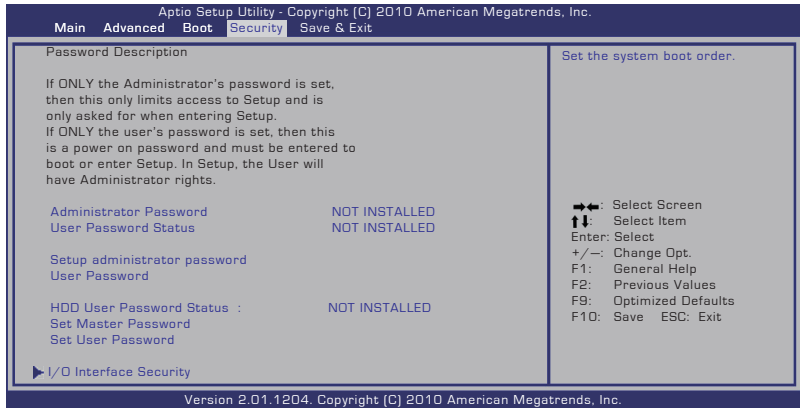 Aptio Setup Utility - Copyright (C) 2010 American Megatrends, Inc.
Main Advanced Boot Security Save & Exit
Password Description
If ONLY the Administrator's password is set,
then this only limits access to Setup and is
only asked for when entering Setup.
If ONLY the user's password is set, then this
is a power on password and must be entered to
boot or enter Setup. In Setup, the User will
have Administrator rights.
Administrator Password NOT INSTALLED
User Password Status NOT INSTALLED
Setup administrator password
User Password
HDD User Password Status : NOT INSTALLED
Set Master Password
Set User Password
I/O Interface Security
Set the system boot order.
→←: Select Screen
↑↓: Select Item
Enter: Select
+/—: Change Opt.
F1: General Help
F2: Previous Values
F9: Optimized Defaults
F10: Save ESC: Exit
Version 2.01.1204. Copyright (C) 2010 American Megatrends, Inc.